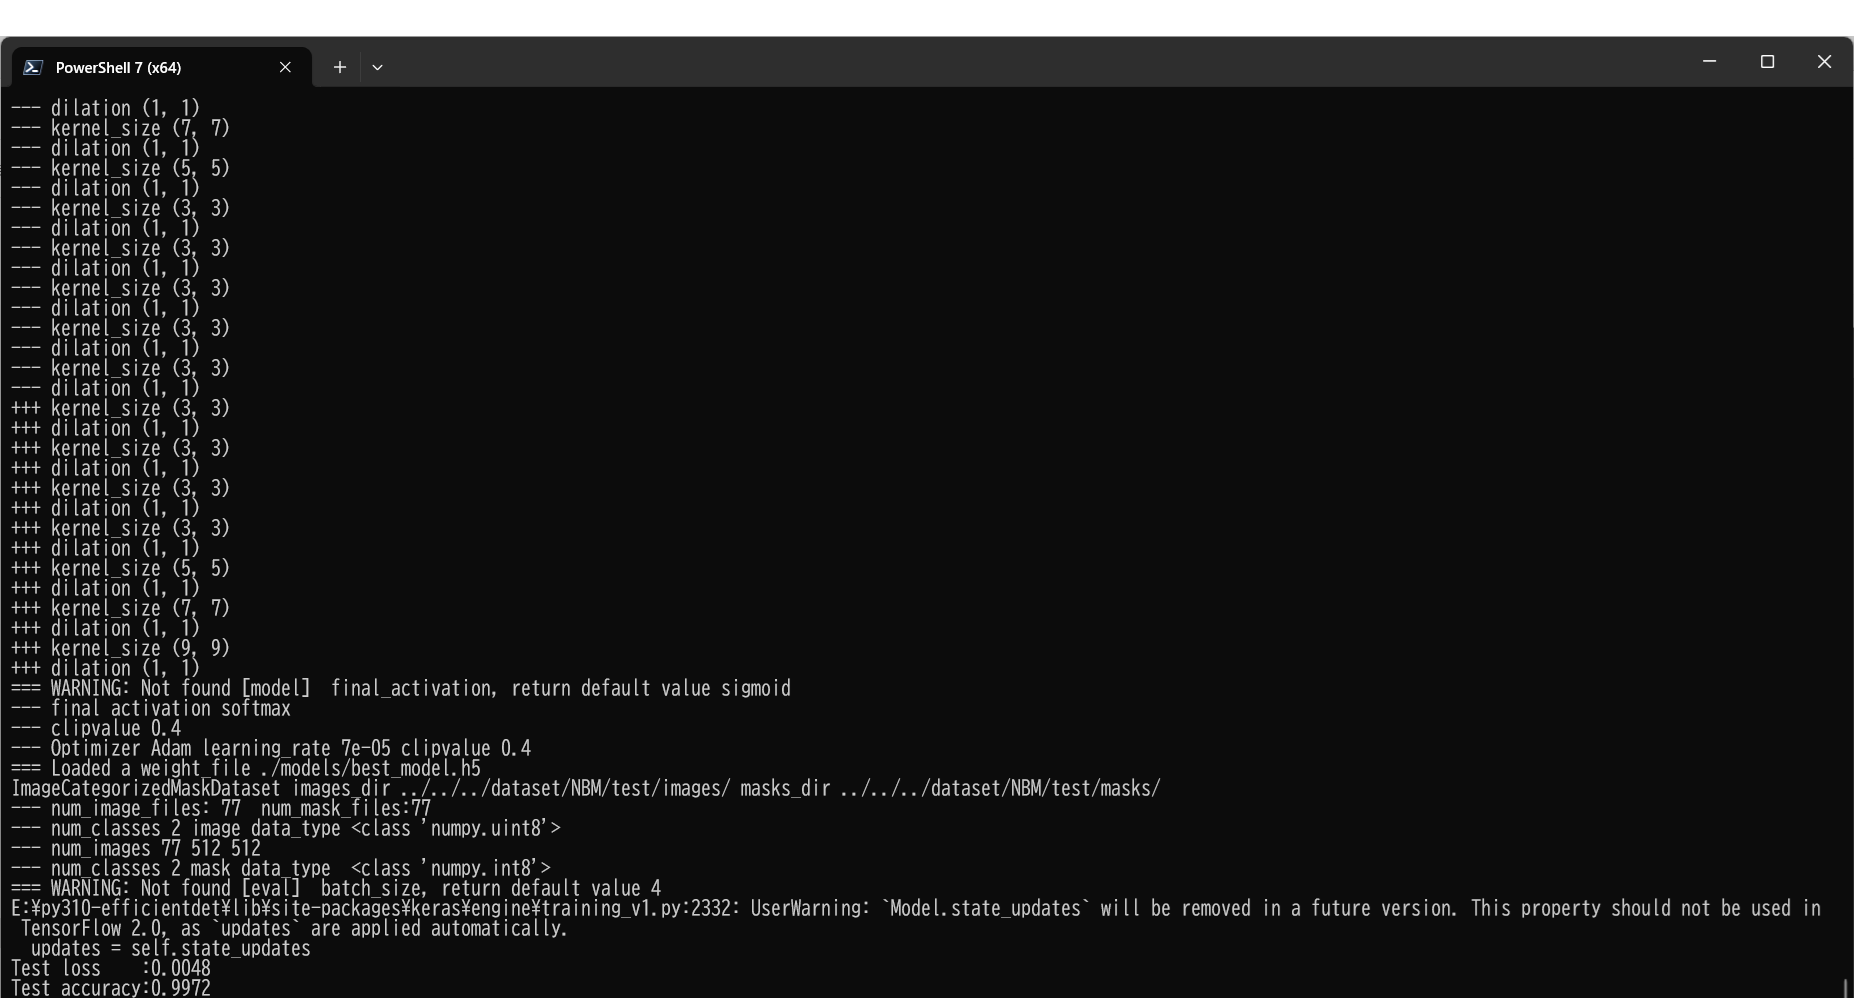 PowerShell 7 (x64)
--- dilation (1, 1)
--- kernel_size (7, 7)
--- dilation (1, 1)
--- kernel_size (5, 5)
--- dilation (1, 1)
--- kernel_size (3, 3)
--- dilation (1, 1)
--- kernel_size (3, 3)
--- dilation (1, 1)
--- kernel_size (3, 3)
--- dilation (1, 1)
--- kernel_size (3, 3)
--- dilation (1, 1)
--- kernel_size (3, 3)
--- dilation (1, 1)
+++ kernel_size (3, 3)
+++ dilation (1, 1)
+++ kernel_size (3, 3)
+++ dilation (1, 1)
+++ kernel_size (3, 3)
+++ dilation (1, 1)
+++ kernel_size (3, 3)
+++ dilation (1, 1)
+++ kernel_size (5, 5)
+++ dilation (1, 1)
+++ kernel_size (7, 7)
+++ dilation (1, 1)
+++ kernel_size (9, 9)
+++ dilation (1, 1)
=== WARNING: Not found [model]  final_activation, return default value sigmoid
--- final activation softmax
--- clipvalue 0.4
--- Optimizer Adam learning_rate 7e-05 clipvalue 0.4
=== Loaded a weight_file ./models/best_model.h5
ImageCategorizedMaskDataset images_dir ../../../dataset/NBM/test/images/ masks_dir ../../../dataset/NBM/test/masks/
--- num_image_files: 77  num_mask_files:77
--- num_classes 2 image data_type <class 'numpy.uint8'>
--- num_images 77 512 512
--- num_classes 2 mask data_type  <class 'numpy.int8'>
=== WARNING: Not found [eval]  batch_size, return default value 4
E:¥py310-efficientdet¥lib¥site-packages¥keras¥engine¥training_v1.py:2332: UserWarning: `Model.state_updates` will be removed in a future version. This property should not be used in
 TensorFlow 2.0, as `updates` are applied automatically.
  updates = self.state_updates
Test loss    :0.0048
Test accuracy:0.9972